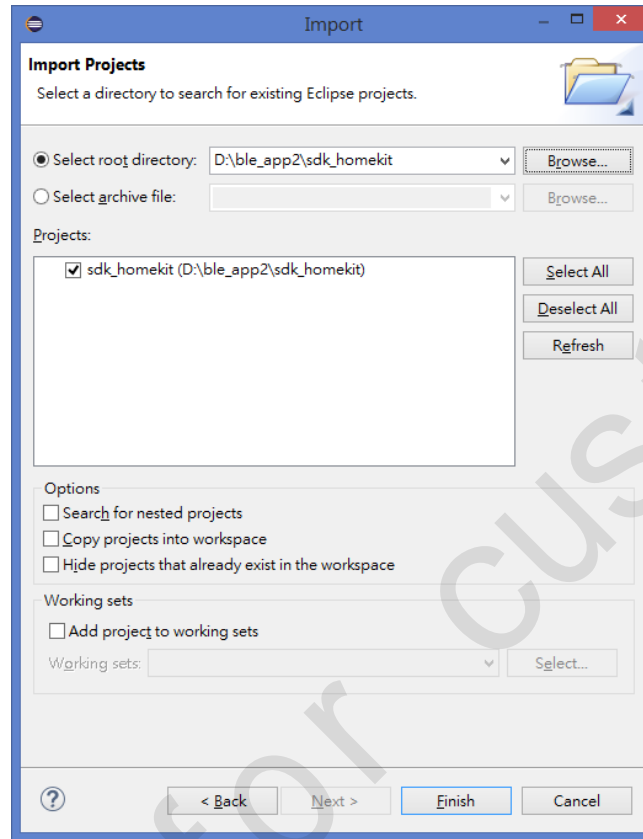 Import
Import Projects
Select a directory to search for existing Eclipse projects.
Select root directory: D:\ble_app2\sdk_homekit Browse...
Select archive file: Browse...
Projects:
sdk_homekit (D:\ble_app2\sdk_homekit)
Select All
Deselect All
Refresh
Options
Search for nested projects
Copy projects into workspace
Hide projects that already exist in the workspace
Working sets
Add project to working sets
Working sets: Select...
? < Back Next > Finish Cancel
for cus